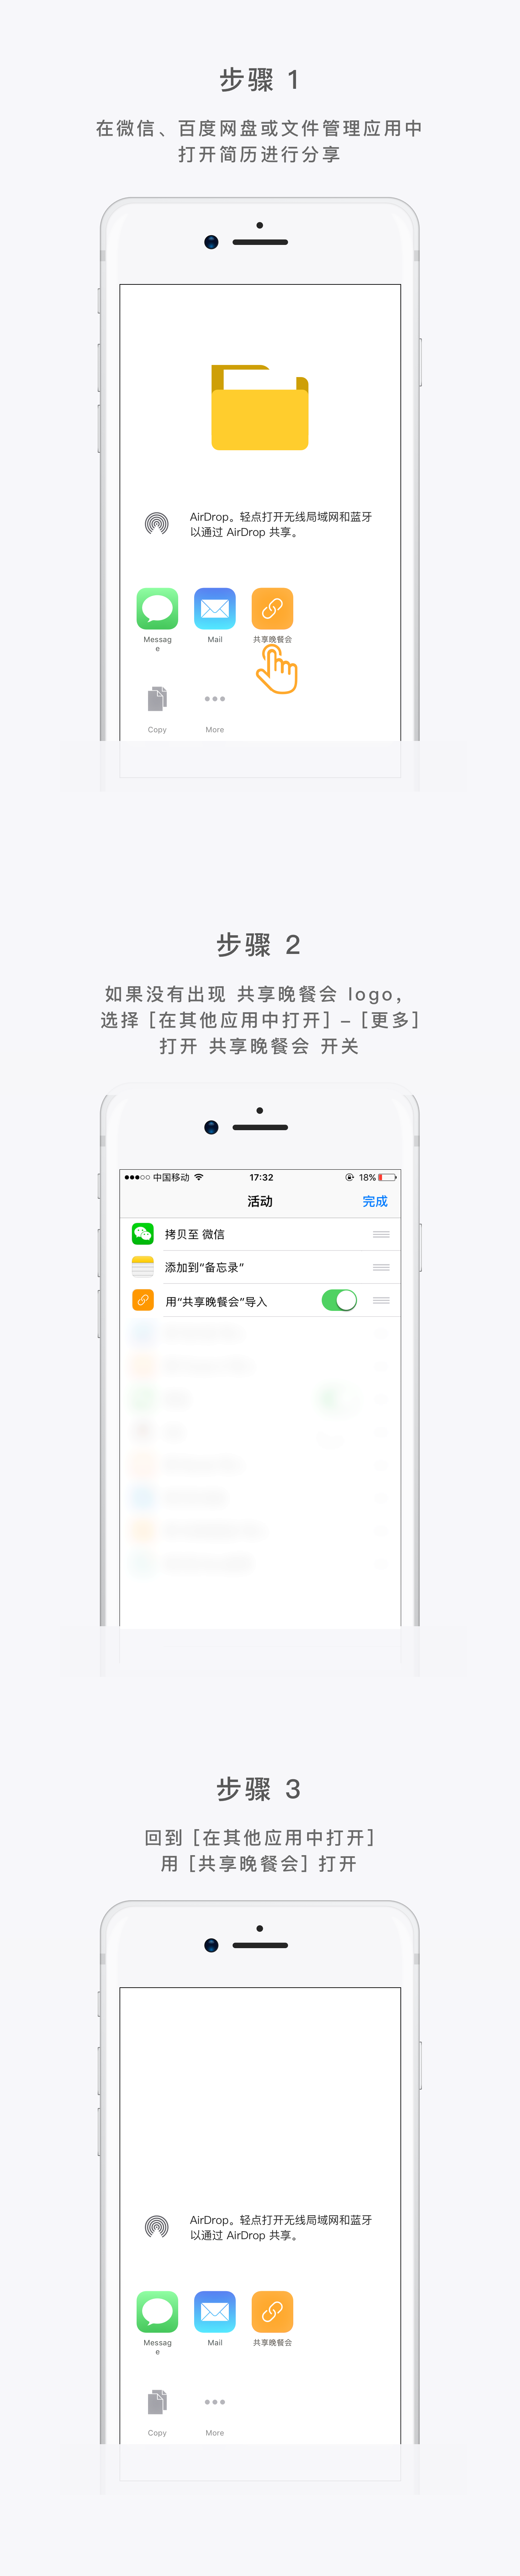 步骤 1
在微信、百度网盘或文件管理应用中
打开简历进行分享
AirDrop。轻点打开无线局域网和蓝牙
以通过 AirDrop 共享。
Messag
e
Mail
共享晚餐会
Copy
More
步骤 2
如果没有出现 共享晚餐会 logo，
选择 [在其他应用中打开] – [更多]
打开 共享晚餐会 开关
中国移动 17:32 18%
活动 完成
拷贝至 微信
添加到“备忘录”
用“共享晚餐会”导入
步骤 3
回到 [在其他应用中打开]
用 [共享晚餐会] 打开
AirDrop。轻点打开无线局域网和蓝牙
以通过 AirDrop 共享。
Messag
e
Mail
共享晚餐会
Copy
More